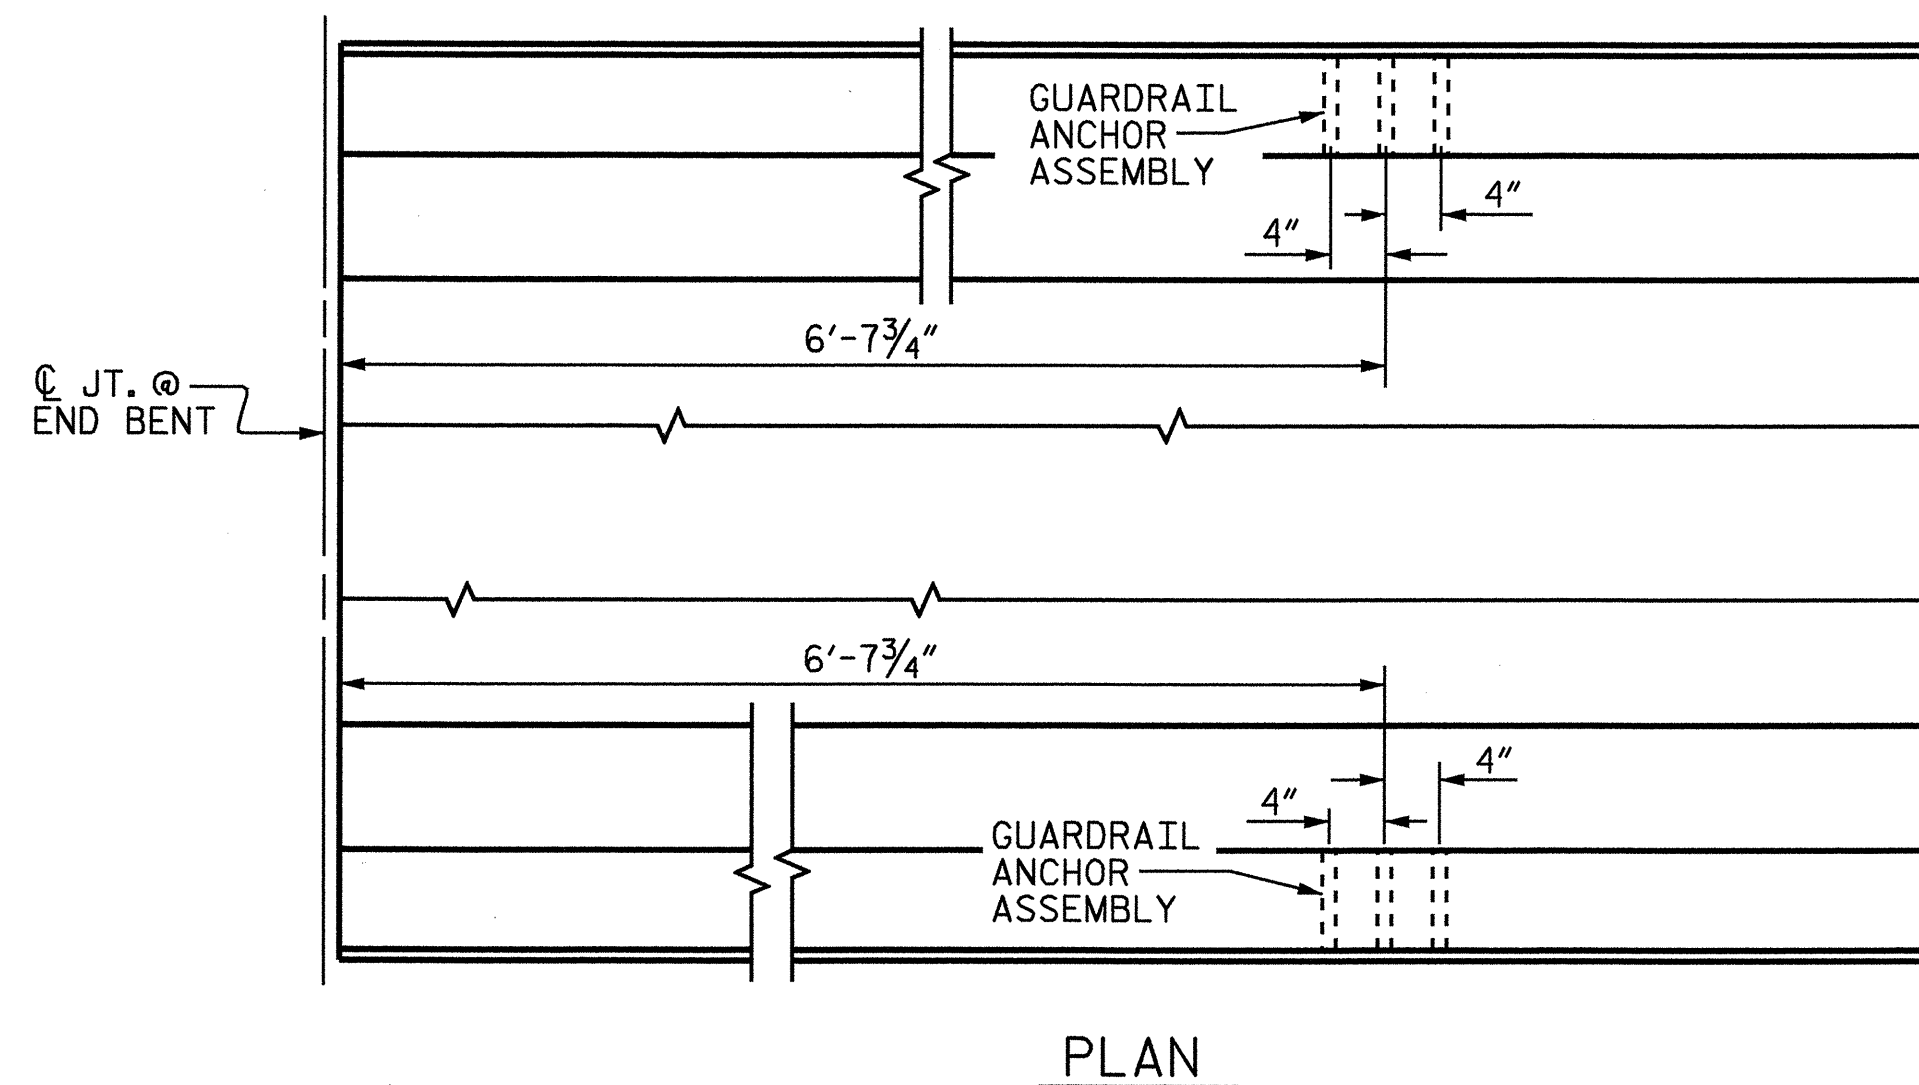 GUARDRAIL
ANCHOR
ASSEMBLY
4"
4"
6'-7¾"
℄ JT. @
END BENT
6'-7¾"
4"
4"
GUARDRAIL
ANCHOR
ASSEMBLY
PLAN